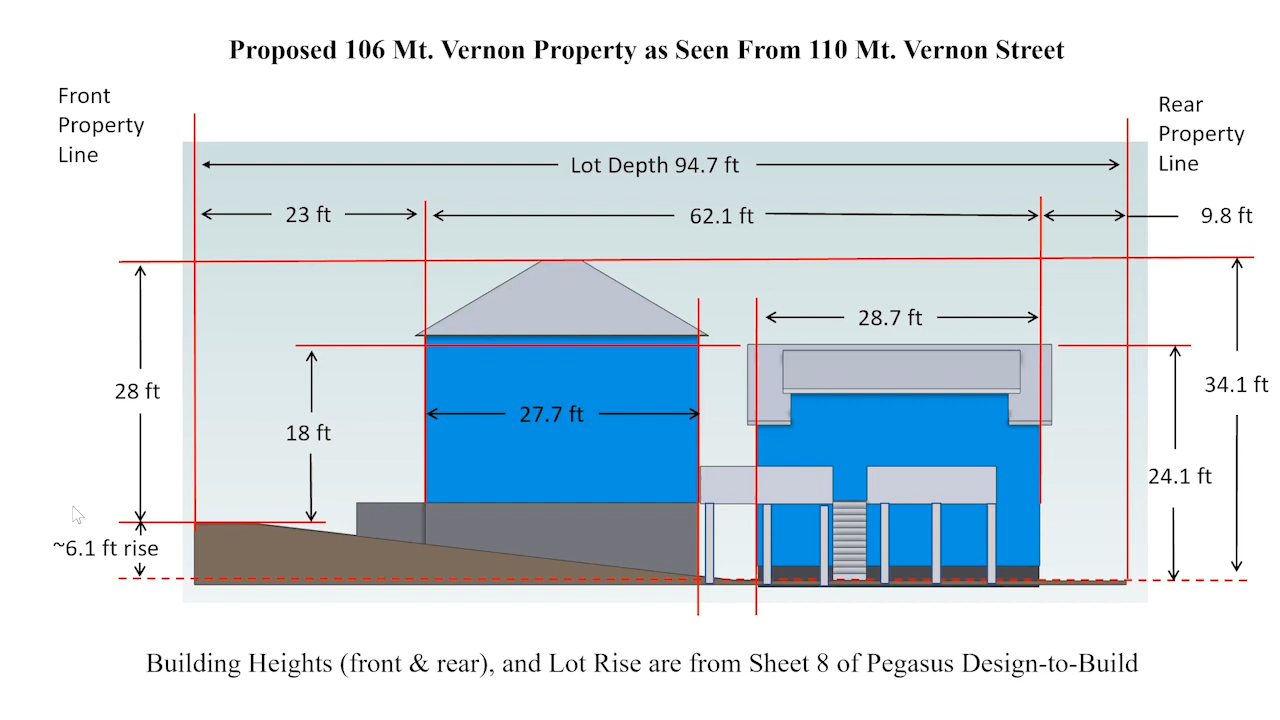 Proposed 106 Mt. Vernon Property as Seen From 110 Mt. Vernon Street
Front
Property
Line
Rear
Property
Line
Lot Depth 94.7 ft
23 ft
62.1 ft
9.8 ft
28.7 ft
28 ft
34.1 ft
27.7 ft
18 ft
24.1 ft
~6.1 ft rise
Building Heights (front & rear), and Lot Rise are from Sheet 8 of Pegasus Design-to-Build